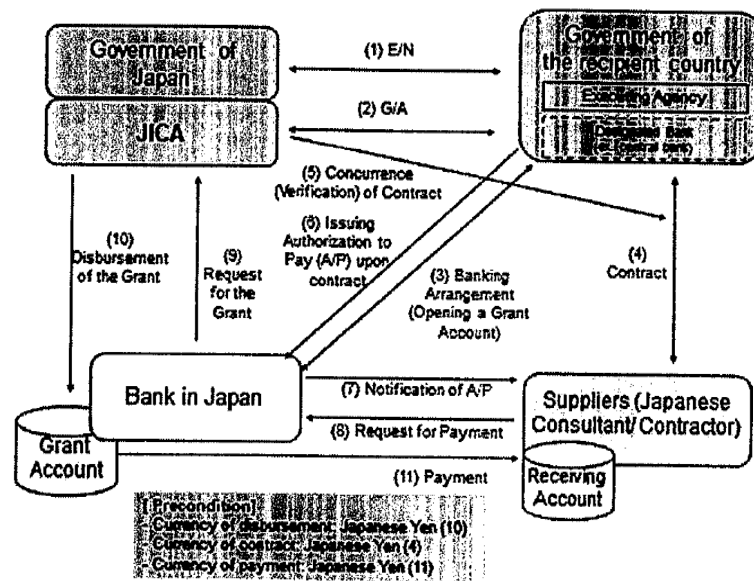 Government of
Japan
JICA
(1) E/N
(2) G/A
Government of
the recipient country
Executing Agency
Designated Bank
(ex. Central bank)
(5) Concurrence
(Verification) of Contract
(6) Issuing
Authorization to
Pay (A/P) upon
contract
(10)
Disbursement
of the Grant
(9)
Request
for the
Grant
(3) Banking
Arrangement
(Opening a Grant
Account)
(4)
Contract
Bank in Japan
Grant
Account
(7) Notification of A/P
(8) Request for Payment
(11) Payment
Suppliers (Japanese
Consultant/ Contractor)
Receiving
Account
[Precondition]
Currency of disbursement: Japanese Yen (10)
Currency of contract: Japanese Yen (4)
Currency of payment: Japanese Yen (11)